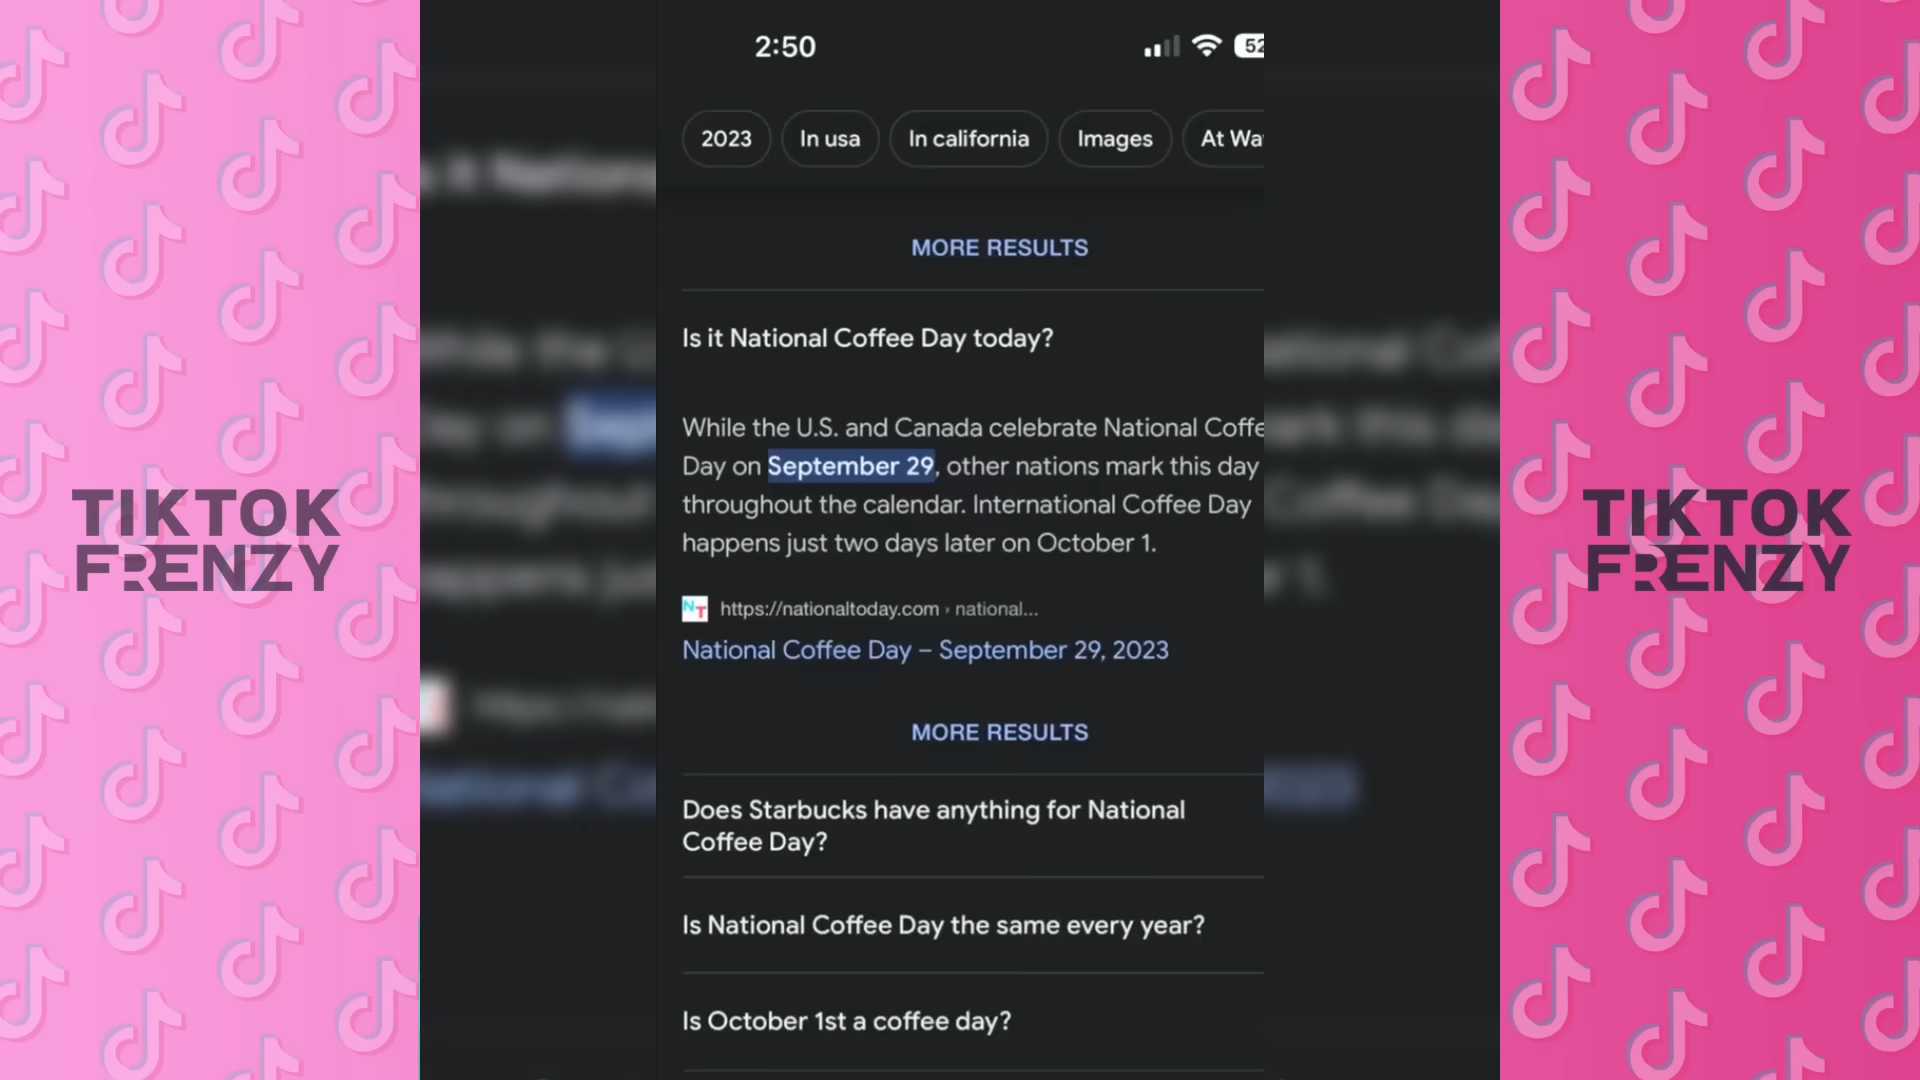 2:50
52
2023
In usa
In california
Images
At Wa
MORE RESULTS
Is it National Coffee Day today?
While the U.S. and Canada celebrate National Coffe
Day on September 29, other nations mark this day
throughout the calendar. International Coffee Day
happens just two days later on October 1.
NT https://nationaltoday.com › national...
National Coffee Day – September 29, 2023
MORE RESULTS
Does Starbucks have anything for National
Coffee Day?
Is National Coffee Day the same every year?
Is October 1st a coffee day?
TIKTOK
FRENZY
TIKTOK
FRENZY